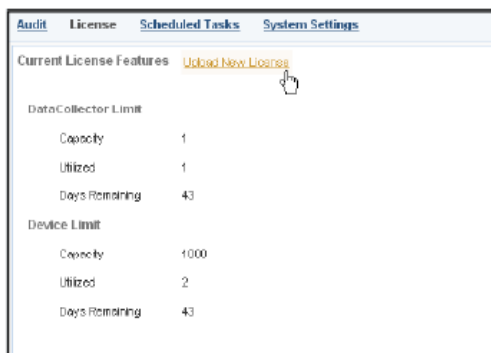 Audit License Scheduled Tasks System Settings
Current License Features Upload New License
DataCollector Limit
Capacity 1
Utilized 1
Days Remaining 43
Device Limit
Capacity 1000
Utilized 2
Days Remaining 43